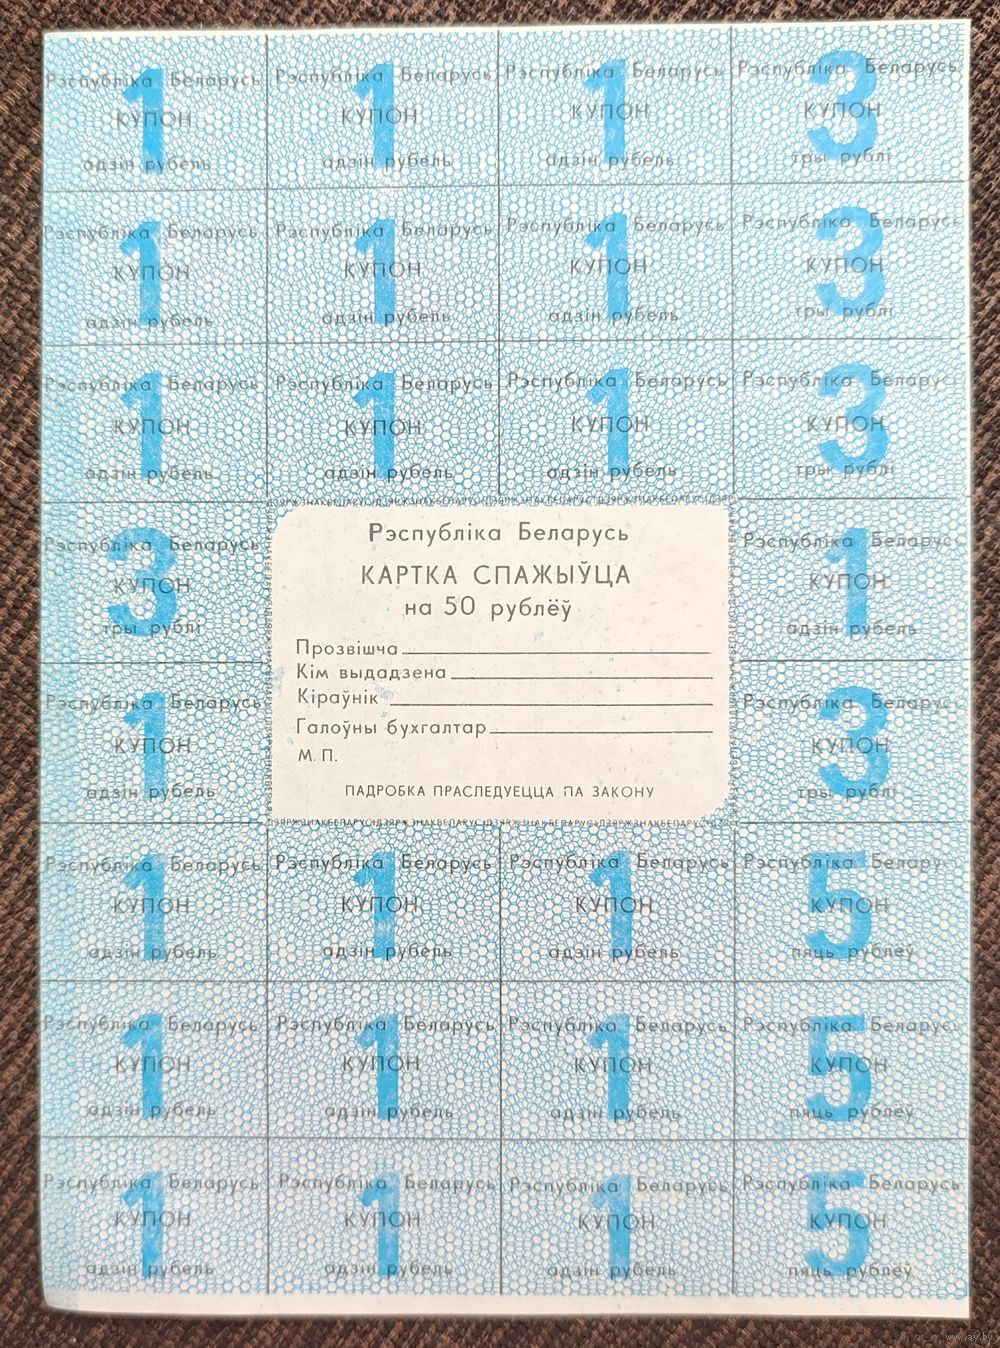 Рэспубліка Беларусь Рэспубліка Беларусь Рэспубліка Беларусь Рэспубліка Беларусь
1 1 1 3
КУПОН КУПОН КУПОН КУПОН
адзін рубель адзін рубель адзін рубель тры рублі
Рэспубліка Беларусь Рэспубліка Беларусь Рэспубліка Беларусь Рэспубліка Беларусь
1 1 1 3
КУПОН КУПОН КУПОН КУПОН
адзін рубель адзін рубель адзін рубель тры рублі
Рэспубліка Беларусь Рэспубліка Беларусь Рэспубліка Беларусь Рэспубліка Беларусь
1 1 1 3
КУПОН КУПОН КУПОН КУПОН
адзін рубель адзін рубель адзін рубель тры рублі
Рэспубліка Беларусь
3
КУПОН
тры рублі
Рэспубліка Беларусь
1
КУПОН
адзін рубель
Рэспубліка Беларусь
КАРТКА СПАЖЫЎЦА
на 50 рублёў
Прозвішча
Кім выдадзена
Кіраўнік
Галоўны бухгалтар
М. П.
ПАДРОБКА ПРАСЛЕДУЕЦЦА ПА ЗАКОНУ
Рэспубліка Беларусь
1
КУПОН
адзін рубель
Рэспубліка Беларусь
3
КУПОН
тры рублі
Рэспубліка Беларусь Рэспубліка Беларусь Рэспубліка Беларусь Рэспубліка Беларусь
1 1 1 5
КУПОН КУПОН КУПОН КУПОН
адзін рубель адзін рубель адзін рубель пяць рублёў
Рэспубліка Беларусь Рэспубліка Беларусь Рэспубліка Беларусь Рэспубліка Беларусь
1 1 1 5
КУПОН КУПОН КУПОН КУПОН
адзін рубель адзін рубель адзін рубель пяць рублёў
Рэспубліка Беларусь Рэспубліка Беларусь Рэспубліка Беларусь Рэспубліка Беларусь
1 1 1 5
КУПОН КУПОН КУПОН КУПОН
адзін рубель адзін рубель адзін рубель пяць рублёў
www.ay.by